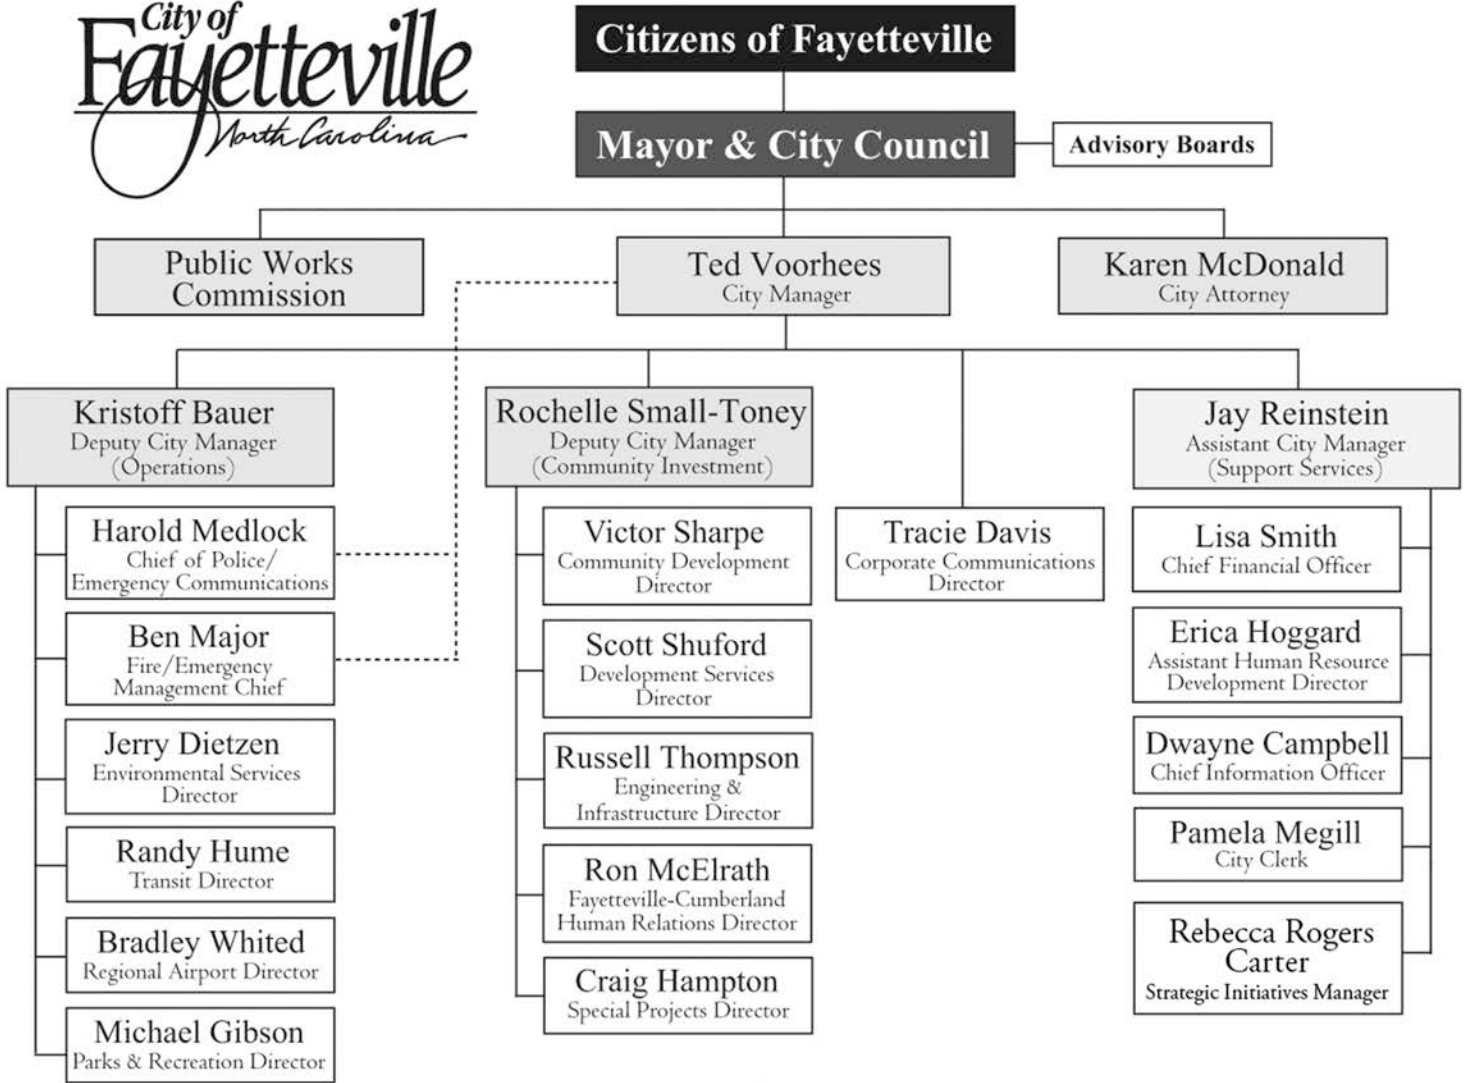 City of
Fayetteville
North Carolina
Citizens of Fayetteville
Mayor & City Council
Advisory Boards
Public Works
Commission
Ted Voorhees
City Manager
Karen McDonald
City Attorney
Kristoff Bauer
Deputy City Manager
(Operations)
Harold Medlock
Chief of Police/
Emergency Communications
Ben Major
Fire/Emergency
Management Chief
Jerry Dietzen
Environmental Services
Director
Randy Hume
Transit Director
Bradley Whited
Regional Airport Director
Michael Gibson
Parks & Recreation Director
Rochelle Small-Toney
Deputy City Manager
(Community Investment)
Victor Sharpe
Community Development
Director
Scott Shuford
Development Services
Director
Russell Thompson
Engineering &
Infrastructure Director
Ron McElrath
Fayetteville-Cumberland
Human Relations Director
Craig Hampton
Special Projects Director
Tracie Davis
Corporate Communications
Director
Jay Reinstein
Assistant City Manager
(Support Services)
Lisa Smith
Chief Financial Officer
Erica Hoggard
Assistant Human Resource
Development Director
Dwayne Campbell
Chief Information Officer
Pamela Megill
City Clerk
Rebecca Rogers
Carter
Strategic Initiatives Manager